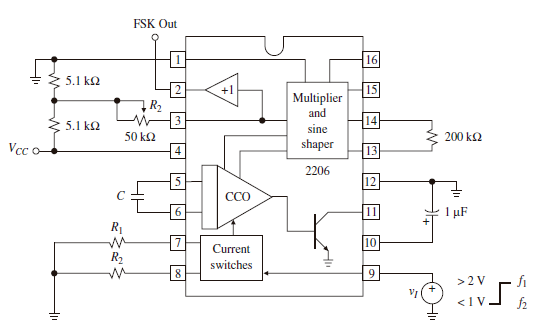 FSK Out
1
16
5.1 kΩ
2
+1
15
R2
Multiplier
and
sine
shaper
3
14
5.1 kΩ
50 kΩ
200 kΩ
VCC
4
13
2206
5
12
C
CCO
6
11
1 μF
+
R1
7
10
Current
switches
R2
8
9
vI
+
> 2 V
f1
< 1 V
f2